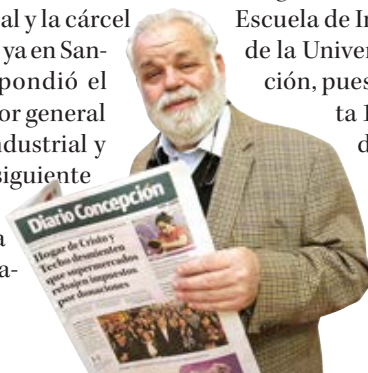 al y la cárcel
ya en San-
pondió el
or general
ndustrial y
siguiente
a
a-
Escuela de In
de la Univer
ción, pues
ta
d
Diario Concepción
Hogar de Cristo y
Techo desmienten
que supermercados
rebajen impuestos
por donaciones